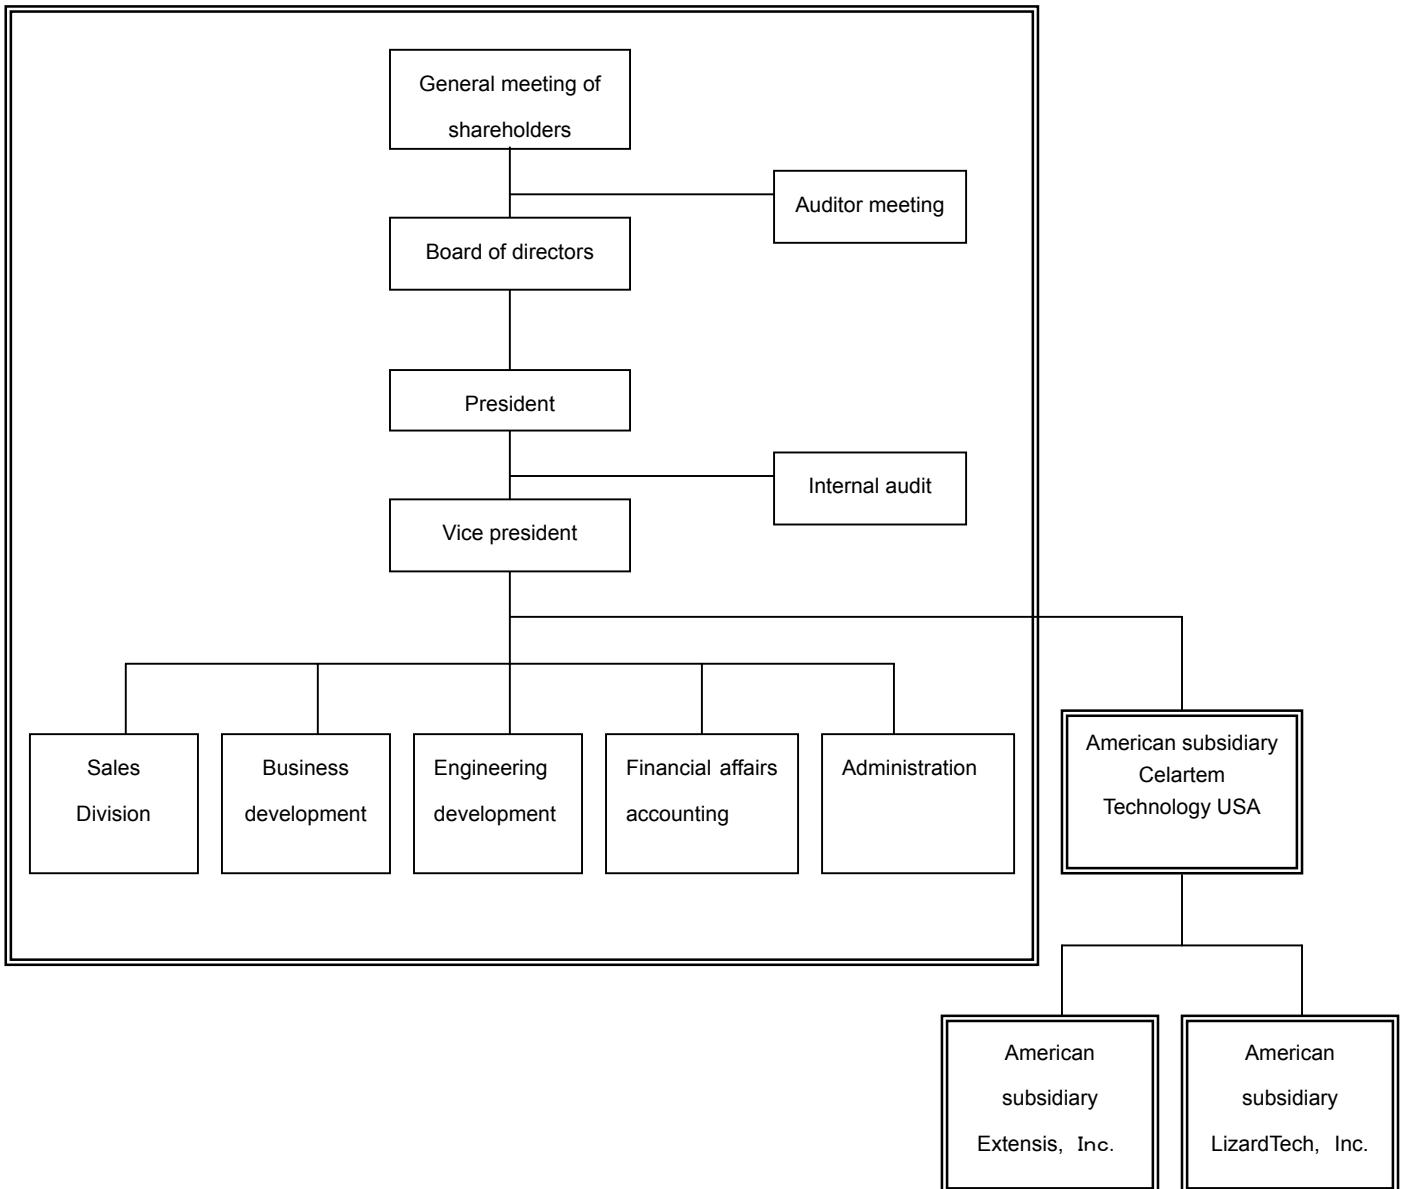 General meeting of
shareholders
Auditor meeting
Board of directors
President
Internal audit
Vice president
Sales
Division
Business
development
Engineering
development
Financial affairs
accounting
Administration
American subsidiary
Celartem
Technology USA
American
subsidiary
Extensis, Inc.
American
subsidiary
LizardTech, Inc.